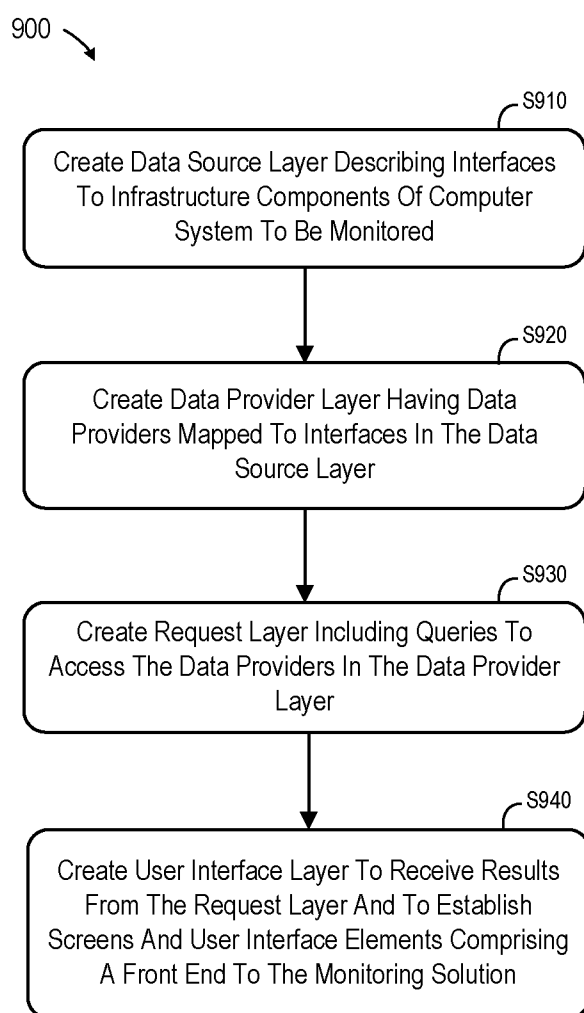 900
S910
Create Data Source Layer Describing Interfaces
To Infrastructure Components Of Computer
System To Be Monitored
S920
Create Data Provider Layer Having Data
Providers Mapped To Interfaces In The Data
Source Layer
S930
Create Request Layer Including Queries To
Access The Data Providers In The Data Provider
Layer
S940
Create User Interface Layer To Receive Results
From The Request Layer And To Establish
Screens And User Interface Elements Comprising
A Front End To The Monitoring Solution